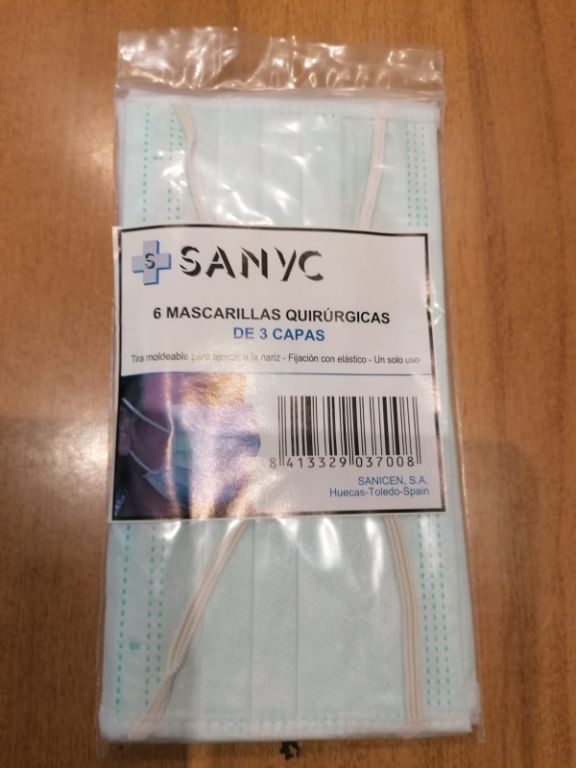 S SANYC
6 MASCARILLAS QUIRÚRGICAS
DE 3 CAPAS
Tira moldeable para ajustar a la nariz - Fijación con elástico - Un solo uso
8 413329 037008
SANICEN, S.A.
Huecas-Toledo-Spain